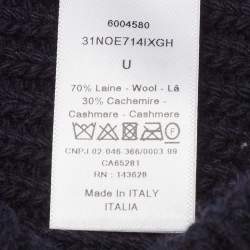 6004580
31NOE714IXGH
U
70% Laine - Wool - Lã
30% Cachemire -
Cashmere - Cashmere
CNPJ 02.046.366/0003.99
CA65281
RN : 143620
Made In ITALY
ITALIA